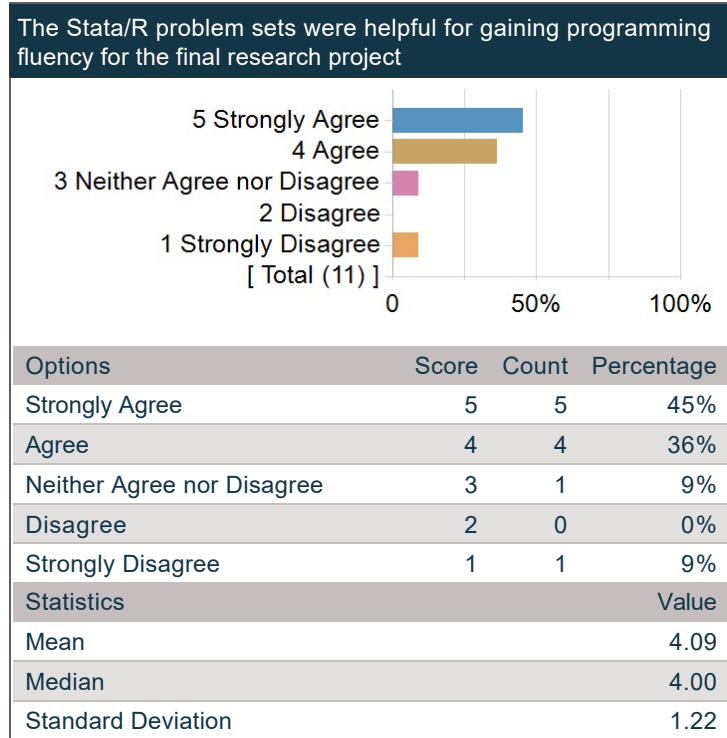 The Stata/R problem sets were helpful for gaining programming
fluency for the final research project
5 Strongly Agree
4 Agree
3 Neither Agree nor Disagree
2 Disagree
1 Strongly Disagree
[ Total (11) ]
0 50% 100%
Options Score Count Percentage
Strongly Agree 5 5 45%
Agree 4 4 36%
Neither Agree nor Disagree 3 1 9%
Disagree 2 0 0%
Strongly Disagree 1 1 9%
Statistics Value
Mean 4.09
Median 4.00
Standard Deviation 1.22